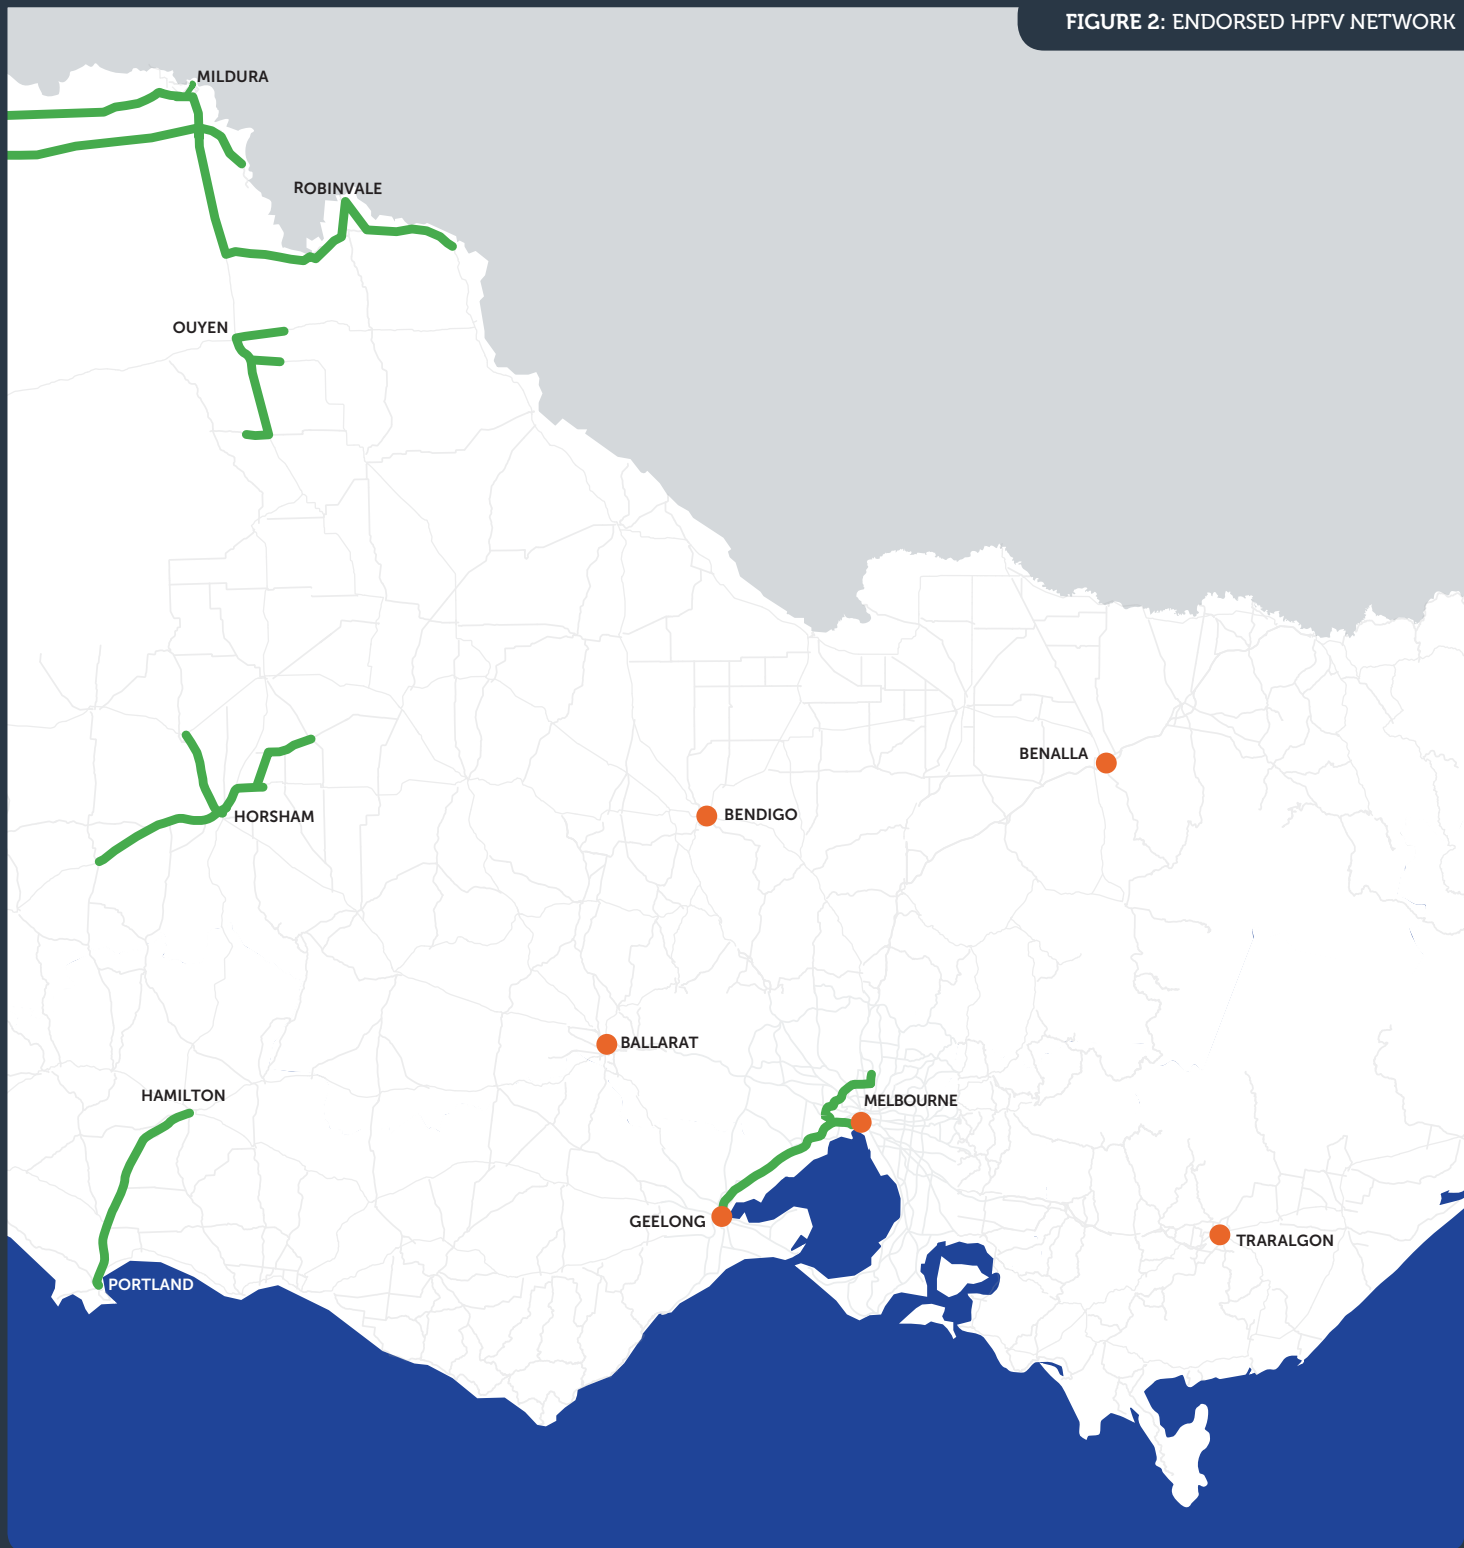 FIGURE 2: ENDORSED HPFV NETWORK
MILDURA
ROBINVALE
OUYEN
BENALLA
BENDIGO
HORSHAM
BALLARAT
HAMILTON
MELBOURNE
GEELONG
TRARALGON
PORTLAND